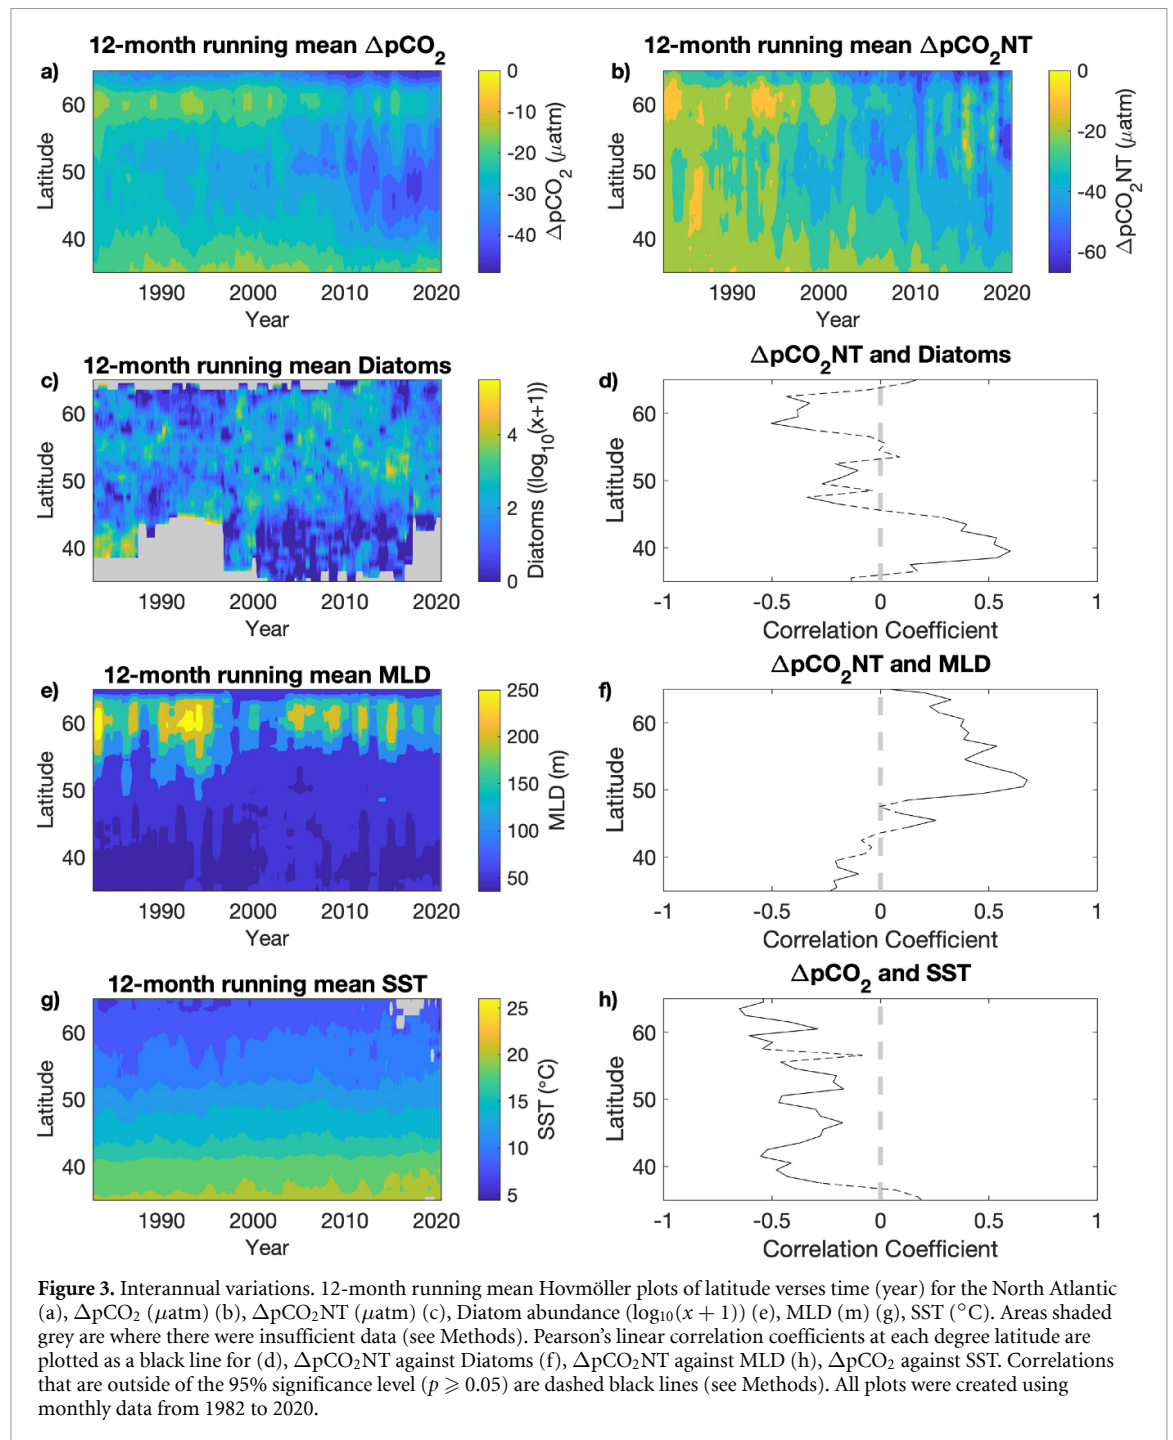 12-month running mean ΔpCO2
a)
60
50
40
Latitude
1990 2000 2010 2020
Year
0
-10
-20
-30
-40
ΔpCO2 (μatm)
12-month running mean ΔpCO2NT
b)
60
50
40
Latitude
1990 2000 2010 2020
Year
0
-20
-40
-60
ΔpCO2NT (μatm)
12-month running mean Diatoms
c)
60
50
40
Latitude
1990 2000 2010 2020
Year
4
2
0
Diatoms ((log10(x+1))
ΔpCO2NT and Diatoms
d)
60
50
40
Latitude
-1 -0.5 0 0.5 1
Correlation Coefficient
12-month running mean MLD
e)
60
50
40
Latitude
1990 2000 2010 2020
Year
250
200
150
100
50
MLD (m)
ΔpCO2NT and MLD
f)
60
50
40
Latitude
-1 -0.5 0 0.5 1
Correlation Coefficient
12-month running mean SST
g)
60
50
40
Latitude
1990 2000 2010 2020
Year
25
20
15
10
5
SST (°C)
ΔpCO2 and SST
h)
60
50
40
Latitude
-1 -0.5 0 0.5 1
Correlation Coefficient
Figure 3. Interannual variations. 12-month running mean Hovmöller plots of latitude verses time (year) for the North Atlantic
(a), ΔpCO2 (μatm) (b), ΔpCO2NT (μatm) (c), Diatom abundance (log10(x + 1)) (e), MLD (m) (g), SST (°C). Areas shaded
grey are where there were insufficient data (see Methods). Pearson's linear correlation coefficients at each degree latitude are
plotted as a black line for (d), ΔpCO2NT against Diatoms (f), ΔpCO2NT against MLD (h), ΔpCO2 against SST. Correlations
that are outside of the 95% significance level (p ⩾ 0.05) are dashed black lines (see Methods). All plots were created using
monthly data from 1982 to 2020.